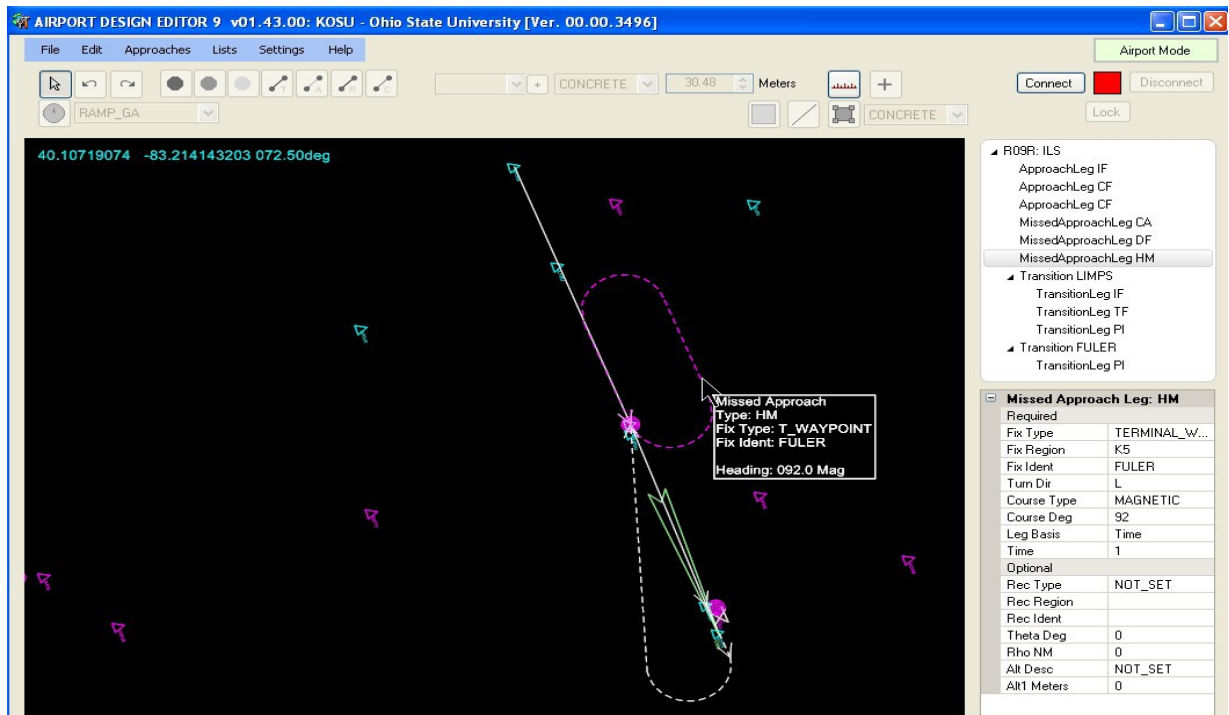 AIRPORT DESIGN EDITOR 9 v01.43.00: KOSU - Ohio State University [Ver. 00.00.3496]
File Edit Approaches Lists Settings Help
Airport Mode
CONCRETE 30.48 Meters
Connect Disconnect
RAMP_GA
CONCRETE
Lock
40.10719074 -83.214143203 072.50deg
R09R: ILS
ApproachLeg IF
ApproachLeg CF
ApproachLeg CF
MissedApproachLeg CA
MissedApproachLeg DF
MissedApproachLeg HM
Transition LIMPS
TransitionLeg IF
TransitionLeg TF
TransitionLeg PI
Transition FULER
TransitionLeg PI
Missed Approach
Type: HM
Fix Type: T_WAYPOINT
Fix Ident: FULER
Heading: 092.0 Mag
Missed Approach Leg: HM
Required
Fix Type TERMINAL_W...
Fix Region K5
Fix Ident FULER
Turn Dir L
Course Type MAGNETIC
Course Deg 92
Leg Basis Time
Time 1
Optional
Rec Type NOT_SET
Rec Region
Rec Ident
Theta Deg 0
Rho NM 0
Alt Desc NOT_SET
Alt1 Meters 0